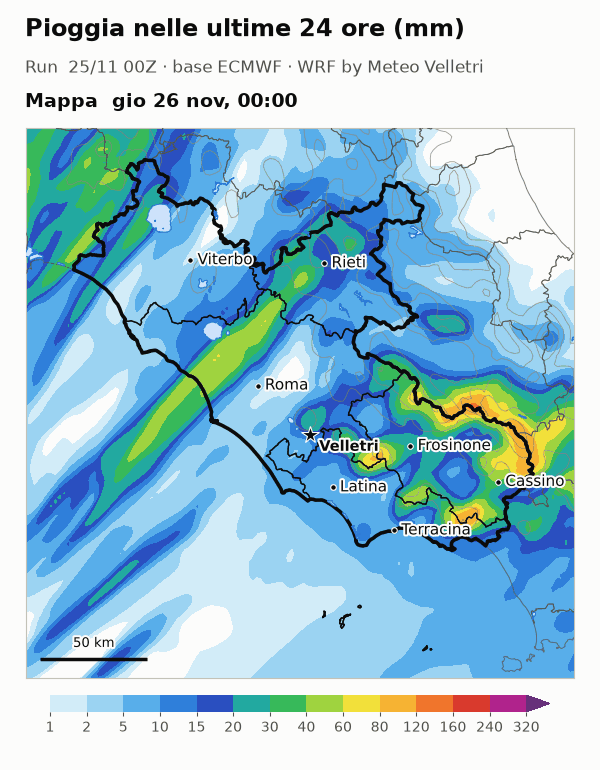 Pioggia nelle ultime 24 ore (mm)
Run  25/11 00Z · base ECMWF · WRF by Meteo Velletri
Mappa  gio 26 nov, 00:00
Viterbo
Rieti
Roma
Velletri
Frosinone
Cassino
Latina
Terracina
50 km
1 2 5 10 15 20 30 40 60 80 120 160 240 320